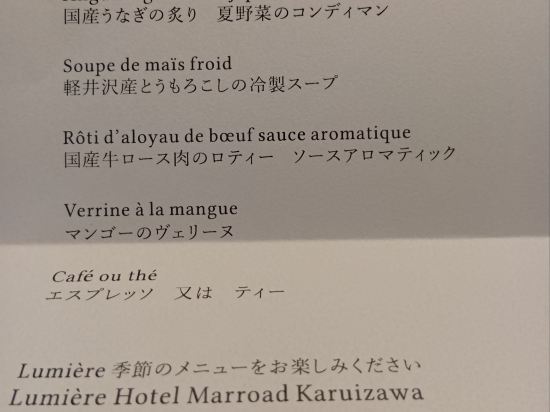 国産うなぎの炙り　夏野菜のコンディマン
Soupe de maïs froid
軽井沢産とうもろこしの冷製スープ
Rôti d'aloyau de bœuf sauce aromatique
国産牛ロース肉のロティー　ソースアロマティック
Verrine à la mangue
マンゴーのヴェリーヌ
Café ou thé
エスプレッソ　又は　ティー
Lumière 季節のメニューをお楽しみください
Lumière Hotel Marroad Karuizawa